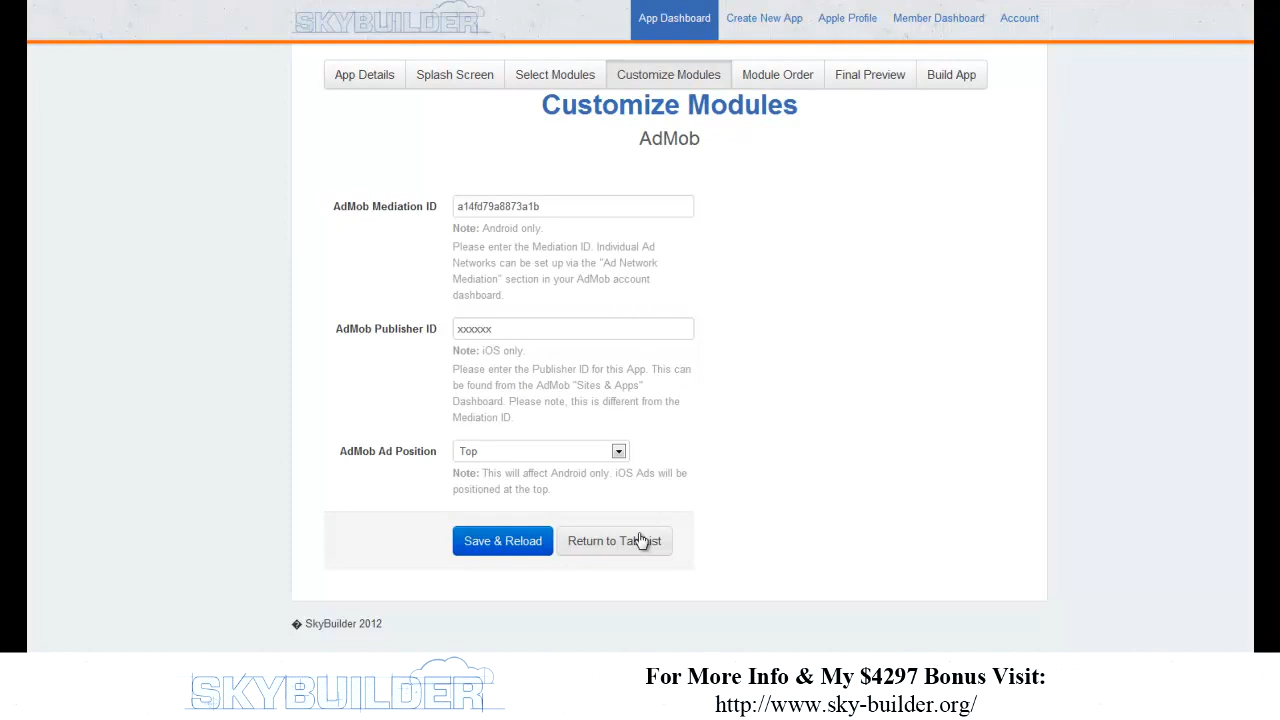 SKYBUILDER
App Dashboard Create New App Apple Profile Member Dashboard Account
App Details Splash Screen Select Modules Customize Modules Module Order Final Preview Build App
Customize Modules
AdMob
AdMob Mediation ID a14fd79a8873a1b
Note: Android only.
Please enter the Mediation ID. Individual Ad
Networks can be set up via the "Ad Network
Mediation" section in your AdMob account
dashboard.
AdMob Publisher ID xxxxxx
Note: iOS only.
Please enter the Publisher ID for this App. This can
be found from the AdMob "Sites & Apps"
Dashboard. Please note, this is different from the
Mediation ID.
AdMob Ad Position Top
Note: This will affect Android only. iOS Ads will be
positioned at the top.
Save & Reload Return to Tab List
� SkyBuilder 2012
SKYBUILDER
For More Info & My $4297 Bonus Visit:
http://www.sky-builder.org/